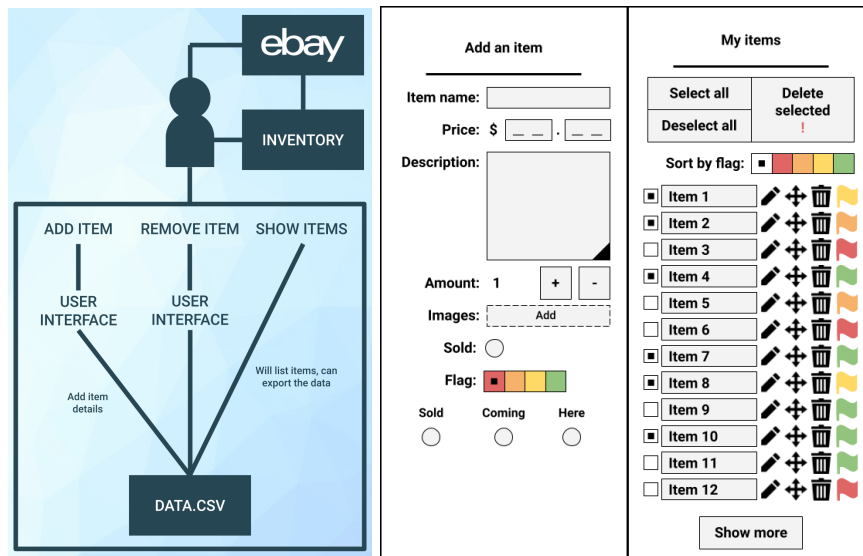 ebay
INVENTORY
ADD ITEM
REMOVE ITEM
SHOW ITEMS
USER
INTERFACE
USER
INTERFACE
Will list items, can
export the data
Add item
details
DATA.CSV
Add an item
Item name:
Price: $ __ __ . __ __
Description:
Amount: 1 + -
Images: Add
Sold:
Flag:
Sold Coming Here
My items
Select all
Deselect all
Delete
selected
!
Sort by flag:
Item 1
Item 2
Item 3
Item 4
Item 5
Item 6
Item 7
Item 8
Item 9
Item 10
Item 11
Item 12
Show more